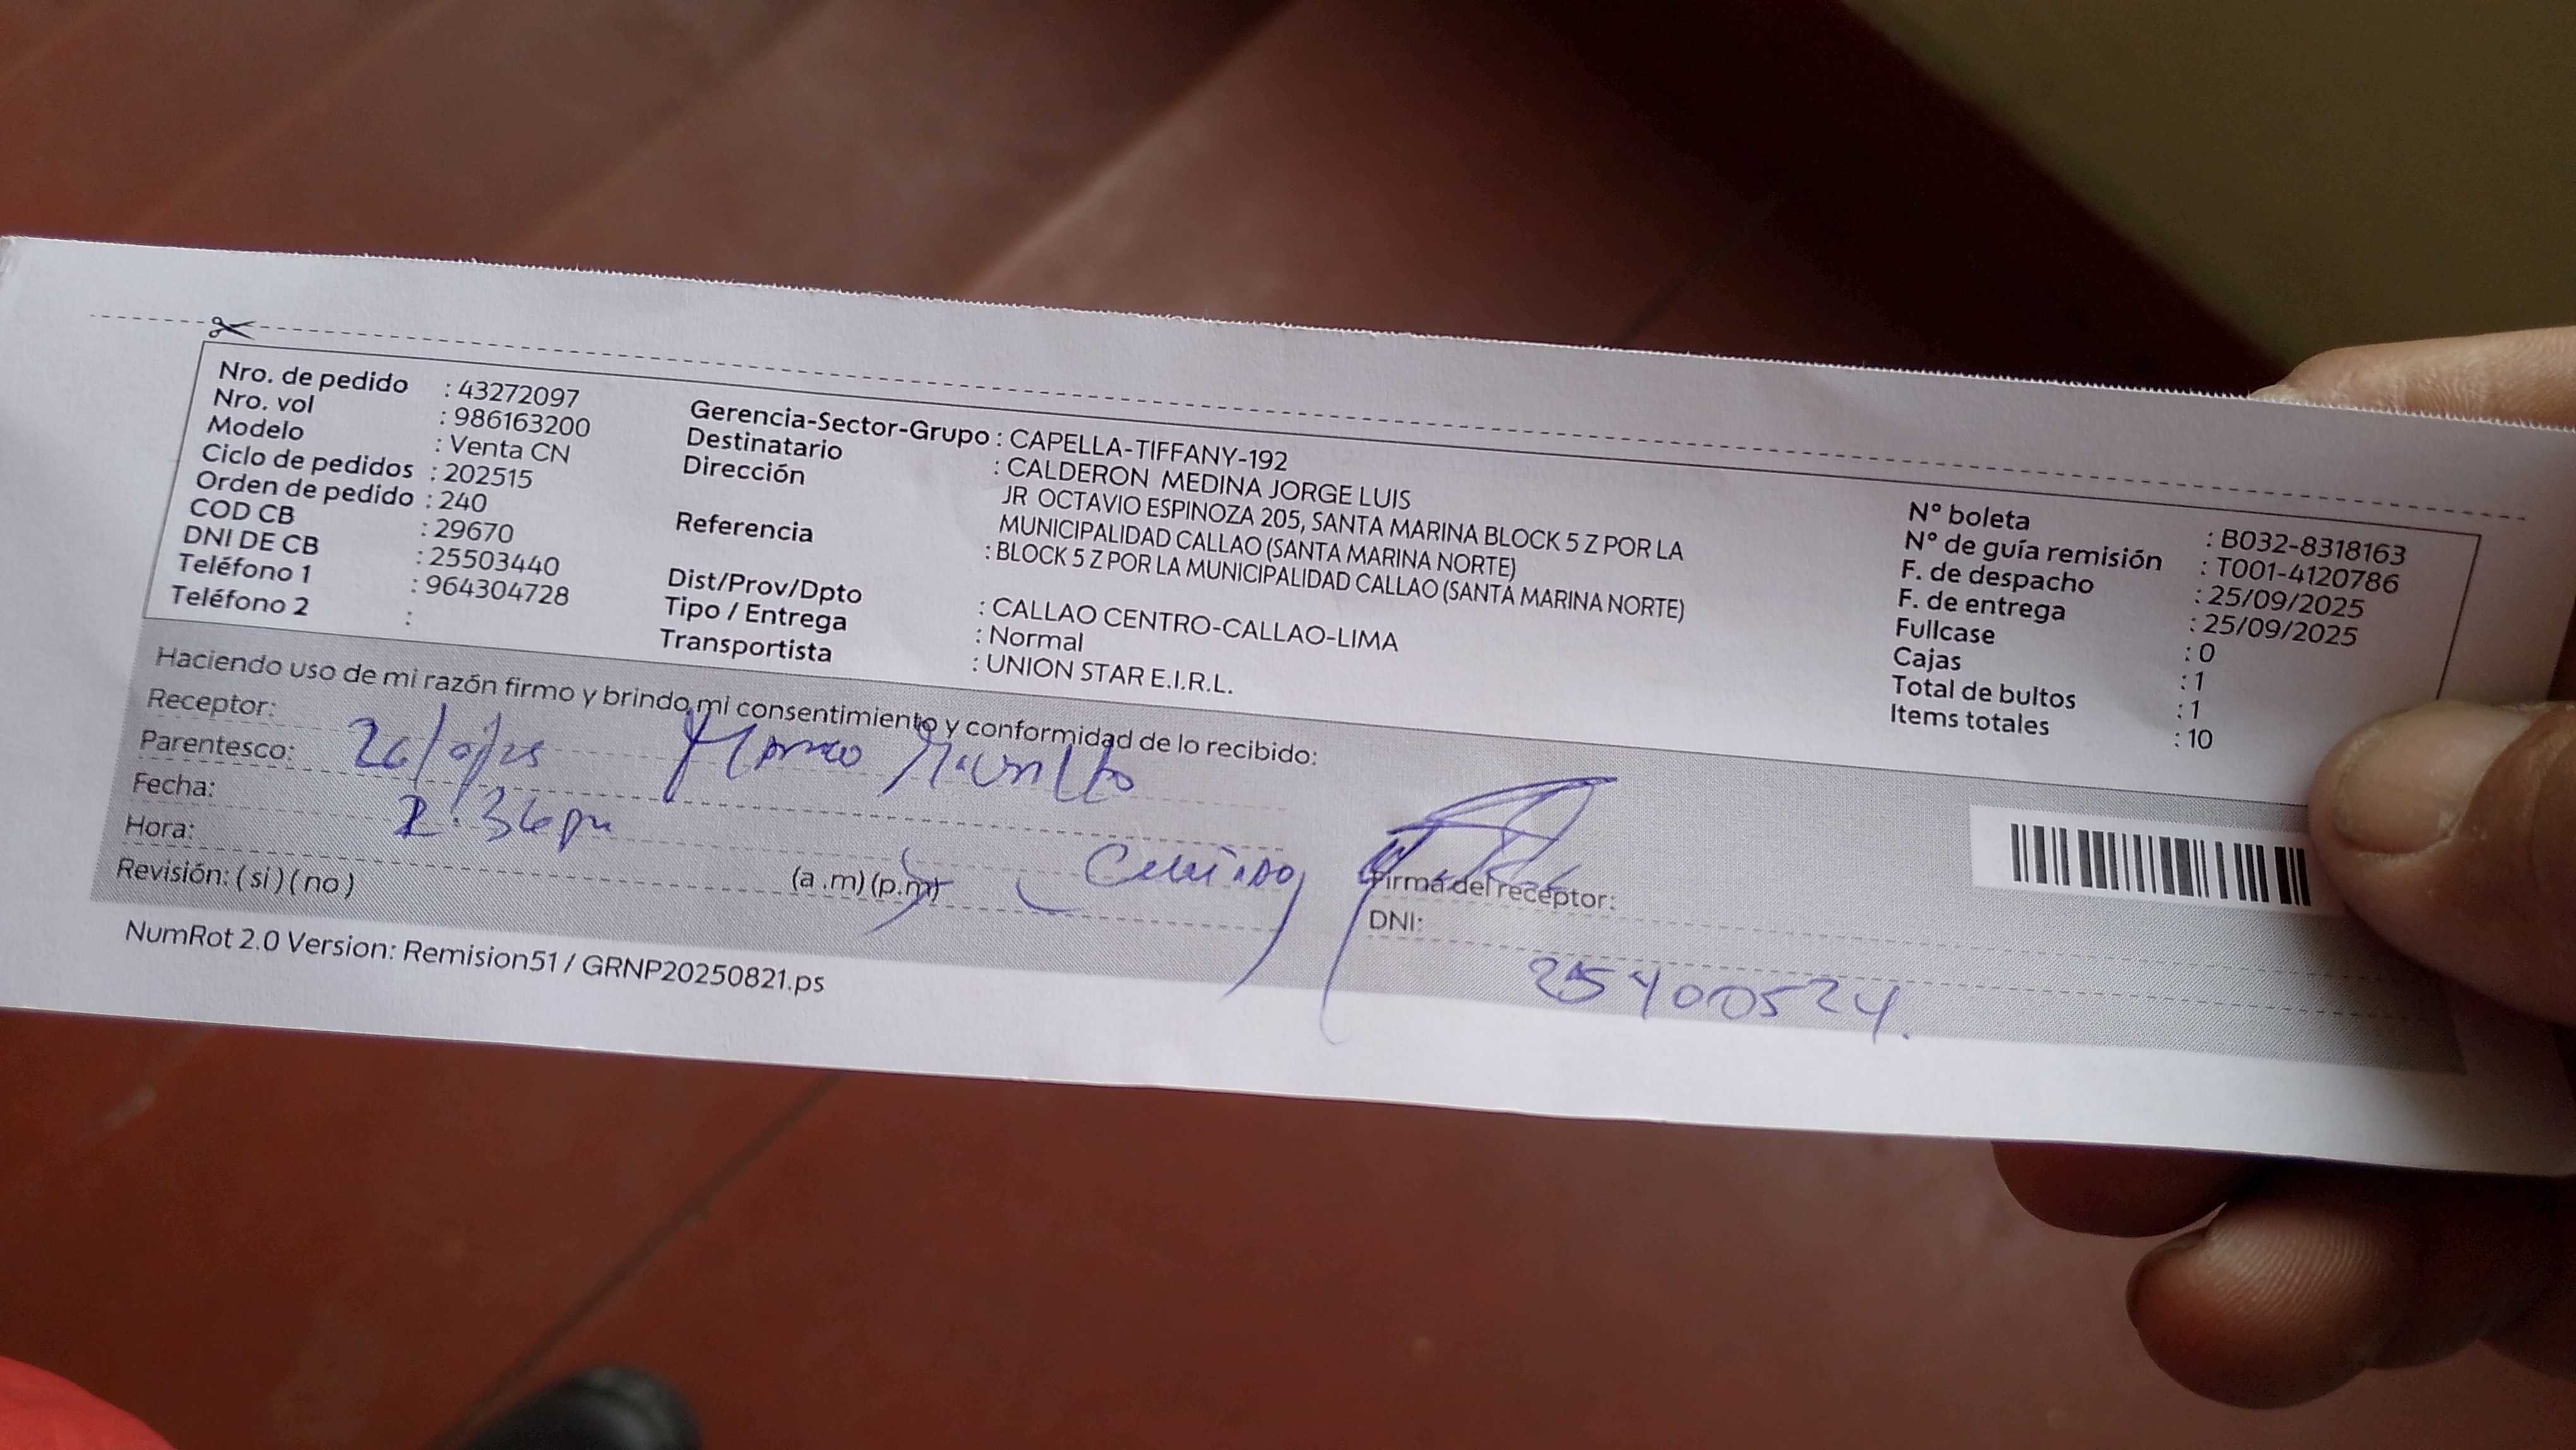 Nro. de pedido : 43272097
Nro. vol : 986163200
Modelo : Venta CN
Ciclo de pedidos : 202515
Orden de pedido : 240
COD CB : 29670
DNI DE CB : 25503440
Teléfono 1 : 964304728
Teléfono 2 :
Gerencia-Sector-Grupo : CAPELLA-TIFFANY-192
Destinatario : CALDERON MEDINA JORGE LUIS
Dirección JR OCTAVIO ESPINOZA 205, SANTA MARINA BLOCK 5 Z POR LA
MUNICIPALIDAD CALLAO (SANTA MARINA NORTE)
Referencia : BLOCK 5 Z POR LA MUNICIPALIDAD CALLAO (SANTA MARINA NORTE)
Dist/Prov/Dpto : CALLAO CENTRO-CALLAO-LIMA
Tipo / Entrega : Normal
Transportista : UNION STAR E.I.R.L.
N° boleta : B032-8318163
N° de guía remisión : T001-4120786
F. de despacho : 25/09/2025
F. de entrega : 25/09/2025
Fullcase : 0
Cajas : 1
Total de bultos : 1
Items totales : 10
Haciendo uso de mi razón firmo y brindo mi consentimiento y conformidad de lo recibido:
Receptor:
Parentesco:
Fecha:
2:36pm
Hora: (a .m) (p.m)
Revisión: ( si ) ( no )
Firma del receptor:
DNI:
25400524.
NumRot 2.0 Version: Remision51 / GRNP20250821.ps